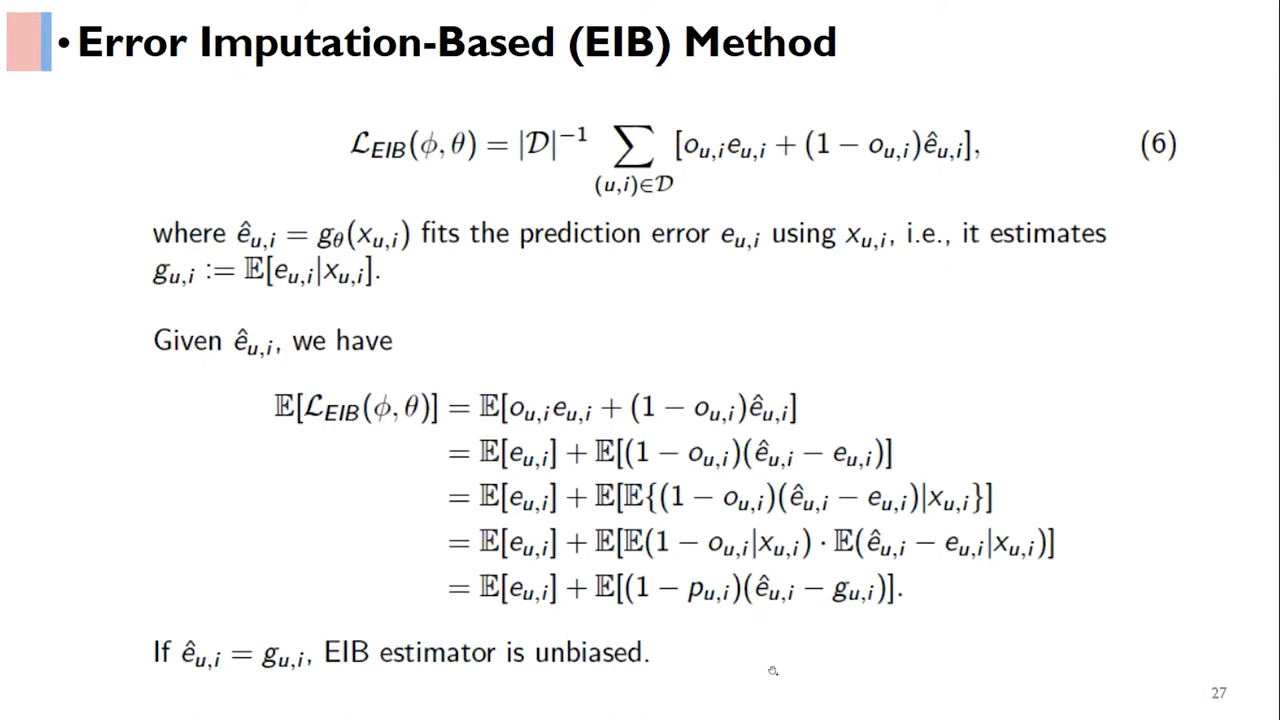 • Error Imputation-Based (EIB) Method
ℒ_EIB(ϕ, θ) = |𝒟|⁻¹ ∑_{(u,i)∈𝒟} [o_{u,i}e_{u,i} + (1 − o_{u,i})ê_{u,i}], (6)
where ê_{u,i} = g_θ(x_{u,i}) fits the prediction error e_{u,i} using x_{u,i}, i.e., it estimates
g_{u,i} := 𝔼[e_{u,i}|x_{u,i}].
Given ê_{u,i}, we have
𝔼[ℒ_EIB(ϕ, θ)] = 𝔼[o_{u,i}e_{u,i} + (1 − o_{u,i})ê_{u,i}]
= 𝔼[e_{u,i}] + 𝔼[(1 − o_{u,i})(ê_{u,i} − e_{u,i})]
= 𝔼[e_{u,i}] + 𝔼[𝔼{(1 − o_{u,i})(ê_{u,i} − e_{u,i})|x_{u,i}}]
= 𝔼[e_{u,i}] + 𝔼[𝔼(1 − o_{u,i}|x_{u,i}) · 𝔼(ê_{u,i} − e_{u,i}|x_{u,i})]
= 𝔼[e_{u,i}] + 𝔼[(1 − p_{u,i})(ê_{u,i} − g_{u,i})].
If ê_{u,i} = g_{u,i}, EIB estimator is unbiased.
27